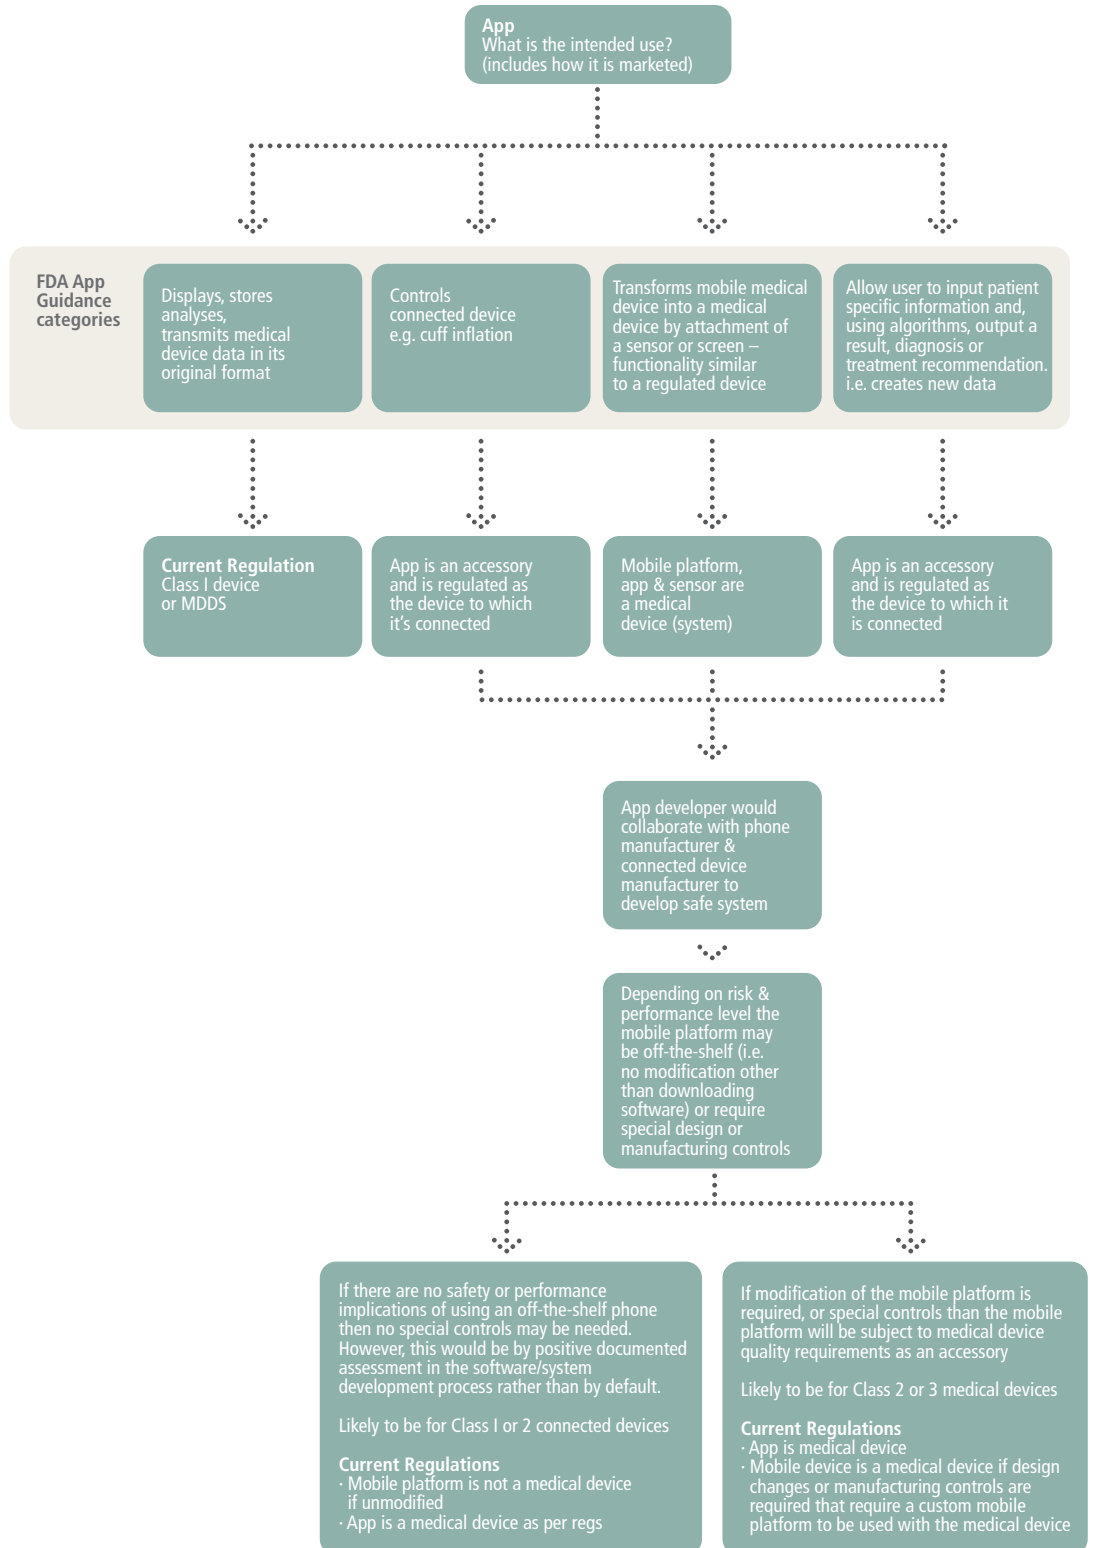 App
What is the intended use?
(includes how it is marketed)
FDA App
Guidance
categories
Displays, stores
analyses,
transmits medical
device data in its
original format
Controls
connected device
e.g. cuff inflation
Transforms mobile medical
device into a medical
device by attachment of
a sensor or screen –
functionality similar
to a regulated device
Allow user to input patient
specific information and,
using algorithms, output a
result, diagnosis or
treatment recommendation.
i.e. creates new data
Current Regulation
Class I device
or MDDS
App is an accessory
and is regulated as
the device to which
it's connected
Mobile platform,
app & sensor are
a medical
device (system)
App is an accessory
and is regulated as
the device to which it
is connected
App developer would
collaborate with phone
manufacturer &
connected device
manufacturer to
develop safe system
Depending on risk &
performance level the
mobile platform may
be off-the-shelf (i.e.
no modification other
than downloading
software) or require
special design or
manufacturing controls
If there are no safety or performance
implications of using an off-the-shelf phone
then no special controls may be needed.
However, this would be by positive documented
assessment in the software/system
development process rather than by default.
Likely to be for Class I or 2 connected devices
Current Regulations
· Mobile platform is not a medical device
if unmodified
· App is a medical device as per regs
If modification of the mobile platform is
required, or special controls than the mobile
platform will be subject to medical device
quality requirements as an accessory
Likely to be for Class 2 or 3 medical devices
Current Regulations
· App is medical device
· Mobile device is a medical device if design
changes or manufacturing controls are
required that require a custom mobile
platform to be used with the medical device